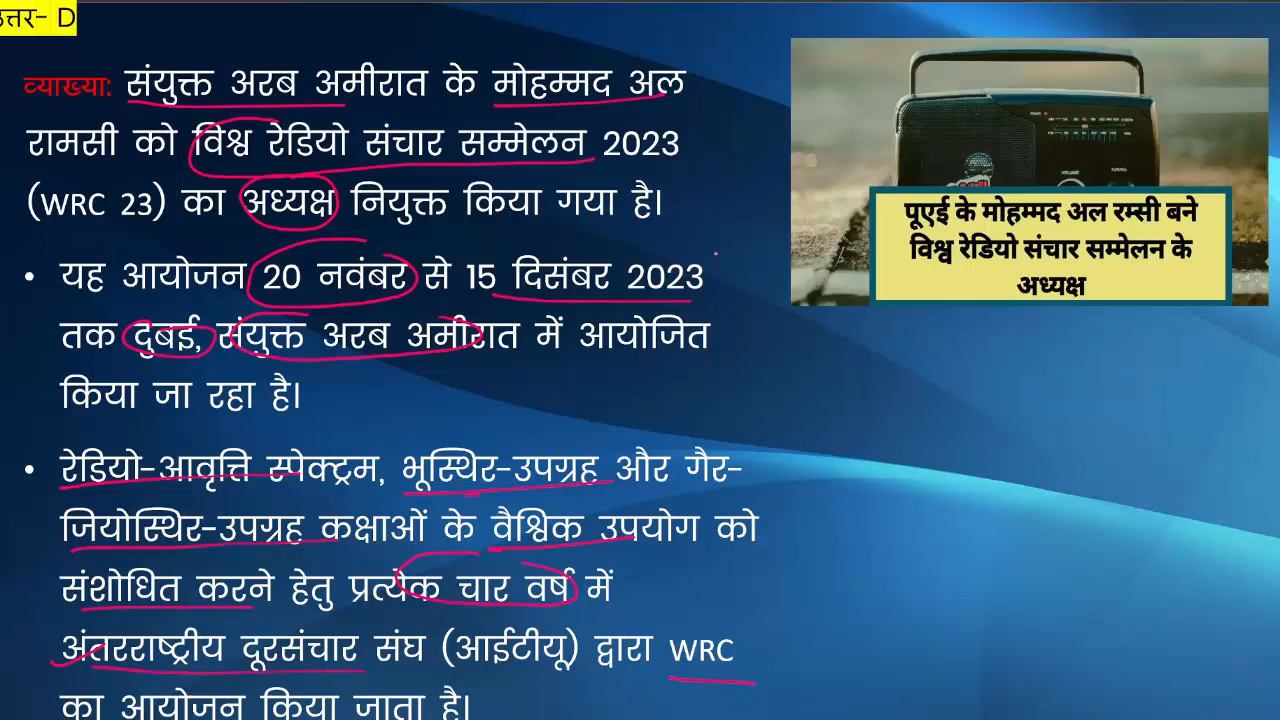 उत्तर- D
व्याख्या: संयुक्त अरब अमीरात के मोहम्मद अल
रामसी को विश्व रेडियो संचार सम्मेलन 2023
(WRC 23) का अध्यक्ष नियुक्त किया गया है।
• यह आयोजन 20 नवंबर से 15 दिसंबर 2023
तक दुबई, संयुक्त अरब अमीरात में आयोजित
किया जा रहा है।
• रेडियो-आवृत्ति स्पेक्ट्रम, भूस्थिर-उपग्रह और गैर-
जियोस्थिर-उपग्रह कक्षाओं के वैश्विक उपयोग को
संशोधित करने हेतु प्रत्येक चार वर्ष में
अंतरराष्ट्रीय दूरसंचार संघ (आईटीयू) द्वारा WRC
का आयोजन किया जाता है।
VOLUME
TUNING
पूएई के मोहम्मद अल रम्सी बने
विश्व रेडियो संचार सम्मेलन के
अध्यक्ष